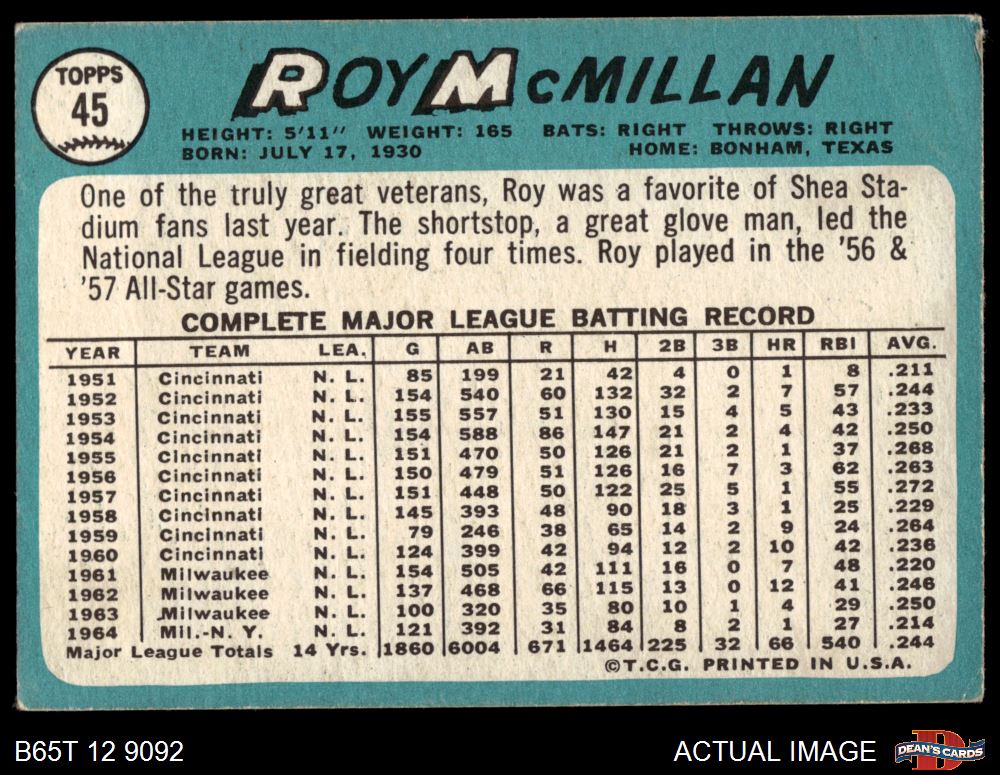 TOPPS
45
ROY McMILLAN
HEIGHT: 5'11" WEIGHT: 165 BATS: RIGHT THROWS: RIGHT
BORN: JULY 17, 1930 HOME: BONHAM, TEXAS
One of the truly great veterans, Roy was a favorite of Shea Sta-
dium fans last year. The shortstop, a great glove man, led the
National League in fielding four times. Roy played in the '56 &
'57 All-Star games.
COMPLETE MAJOR LEAGUE BATTING RECORD
YEAR TEAM LEA. G AB R H 2B 3B HR RBI AVG.
1951 Cincinnati N. L. 85 199 21 42 4 0 1 8 .211
1952 Cincinnati N. L. 154 540 60 132 32 2 7 57 .244
1953 Cincinnati N. L. 155 557 51 130 15 4 5 43 .233
1954 Cincinnati N. L. 154 588 86 147 21 2 4 42 .250
1955 Cincinnati N. L. 151 470 50 126 21 2 1 37 .268
1956 Cincinnati N. L. 150 479 51 126 16 7 3 62 .263
1957 Cincinnati N. L. 151 448 50 122 25 5 1 55 .272
1958 Cincinnati N. L. 145 393 48 90 18 3 1 25 .229
1959 Cincinnati N. L. 79 246 38 65 14 2 9 24 .264
1960 Cincinnati N. L. 124 399 42 94 12 2 10 42 .236
1961 Milwaukee N. L. 154 505 42 111 16 0 7 48 .220
1962 Milwaukee N. L. 137 468 66 115 13 0 12 41 .246
1963 Milwaukee N. L. 100 320 35 80 10 1 4 29 .250
1964 Mil.-N. Y. N. L. 121 392 31 84 8 2 1 27 .214
Major League Totals 14 Yrs. 1860 6004 671 1464 225 32 66 540 .244
©T.C.G. PRINTED IN U.S.A.
B65T 12 9092 ACTUAL IMAGE DEAN'S CARDS